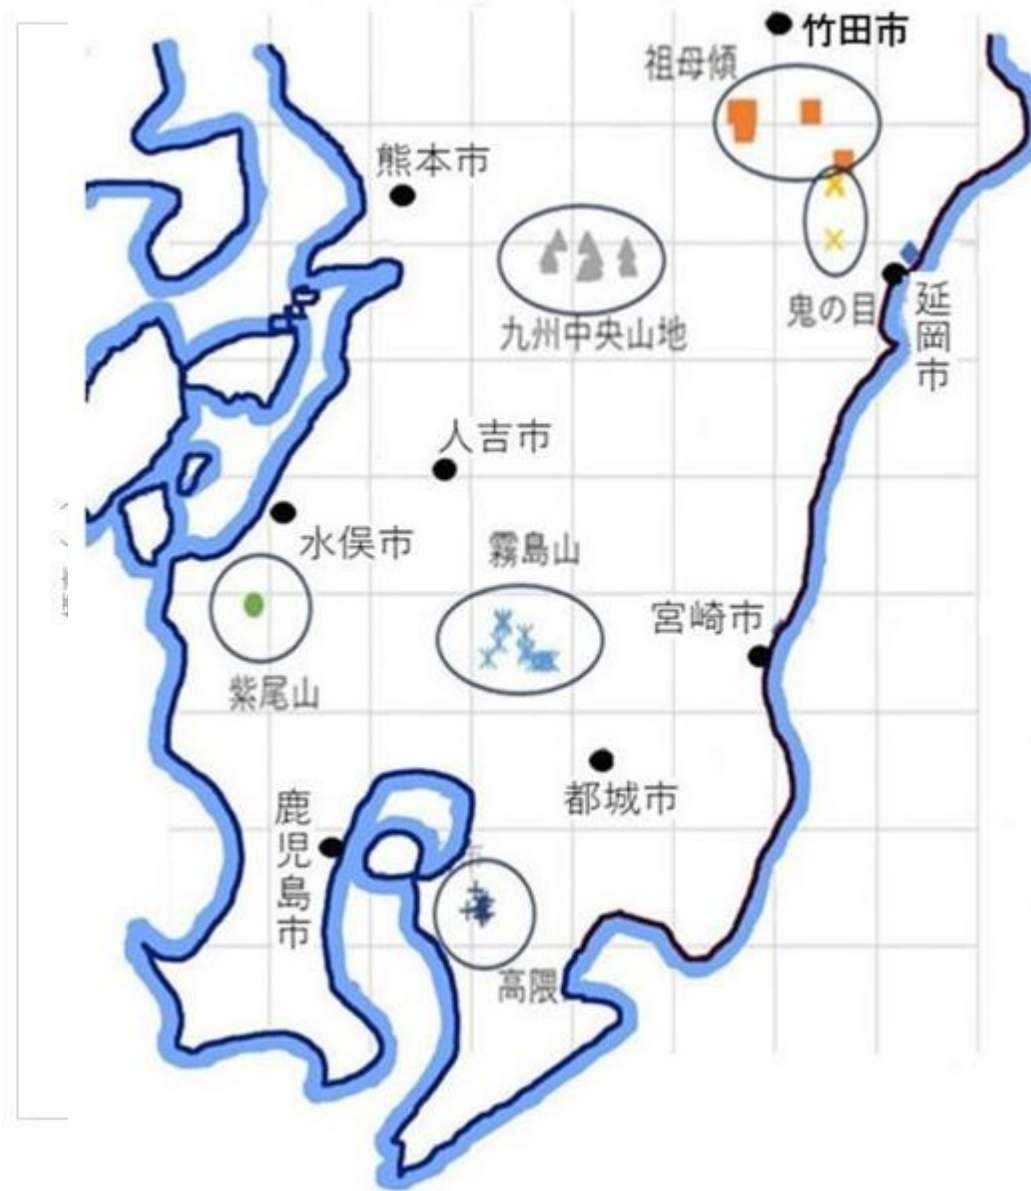 竹田市
祖母傾
熊本市
九州中央山地
鬼の目
延岡市
人吉市
水俣市
霧島山
宮崎市
紫尾山
都城市
鹿児島市
高隈